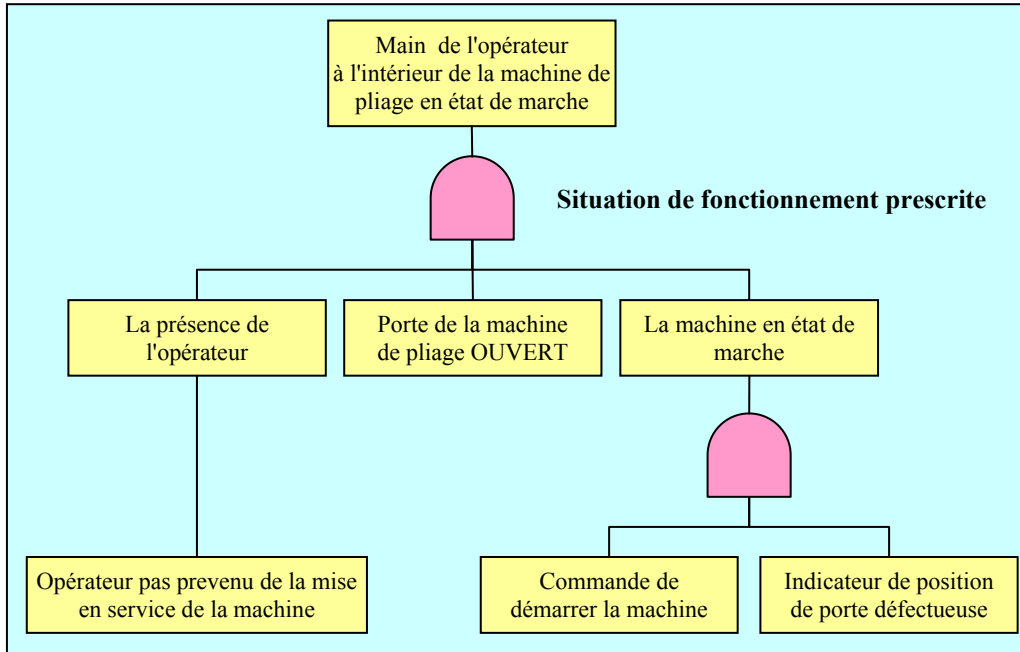 Main de l'opérateur
à l'intérieur de la machine de
pliage en état de marche
Situation de fonctionnement prescrite
La présence de
l'opérateur
Porte de la machine
de pliage OUVERT
La machine en état de
marche
Opérateur pas prevenu de la mise
en service de la machine
Commande de
démarrer la machine
Indicateur de position
de porte défectueuse